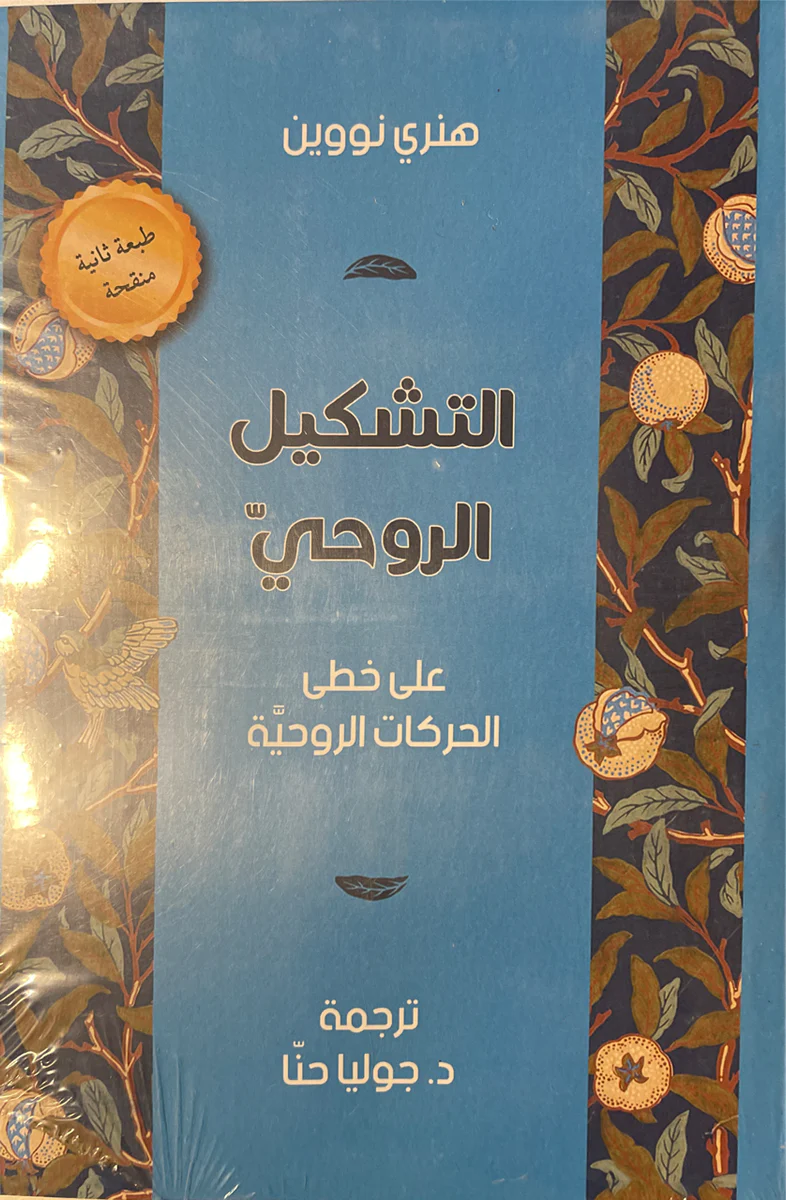 هنري نووين
طبعة ثانية
منقحة
التشكيل
الروحيّ
على خطى
الحركات الروحيَّة
ترجمة
د. جوليا حنّا